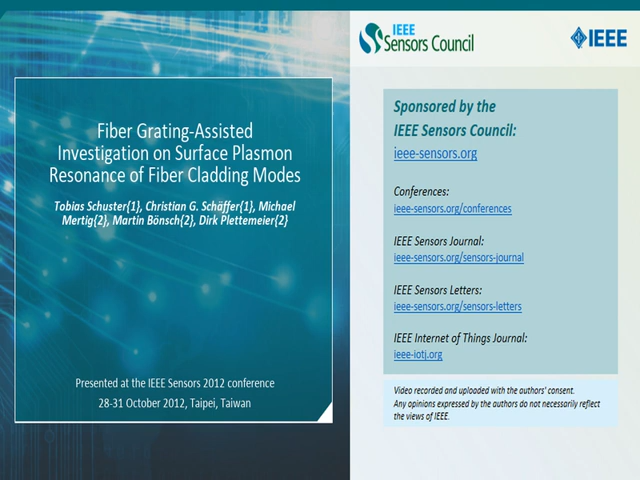 Fiber Grating-Assisted
Investigation on Surface Plasmon
Resonance of Fiber Cladding Modes
Tobias Schuster{1}, Christian G. Schäffer{1}, Michael
Mertig{2}, Martin Bönsch{2}, Dirk Plettemeier{2}
Presented at the IEEE Sensors 2012 conference
28-31 October 2012, Taipei, Taiwan
IEEE
Sensors Council
IEEE
Sponsored by the
IEEE Sensors Council:
ieee-sensors.org
Conferences:
ieee-sensors.org/conferences
IEEE Sensors Journal:
ieee-sensors.org/sensors-journal
IEEE Sensors Letters:
ieee-sensors.org/sensors-letters
IEEE Internet of Things Journal:
ieee-iotj.org
Video recorded and uploaded with the authors' consent.
Any opinions expressed by the authors do not necessarily reflect
the views of IEEE.